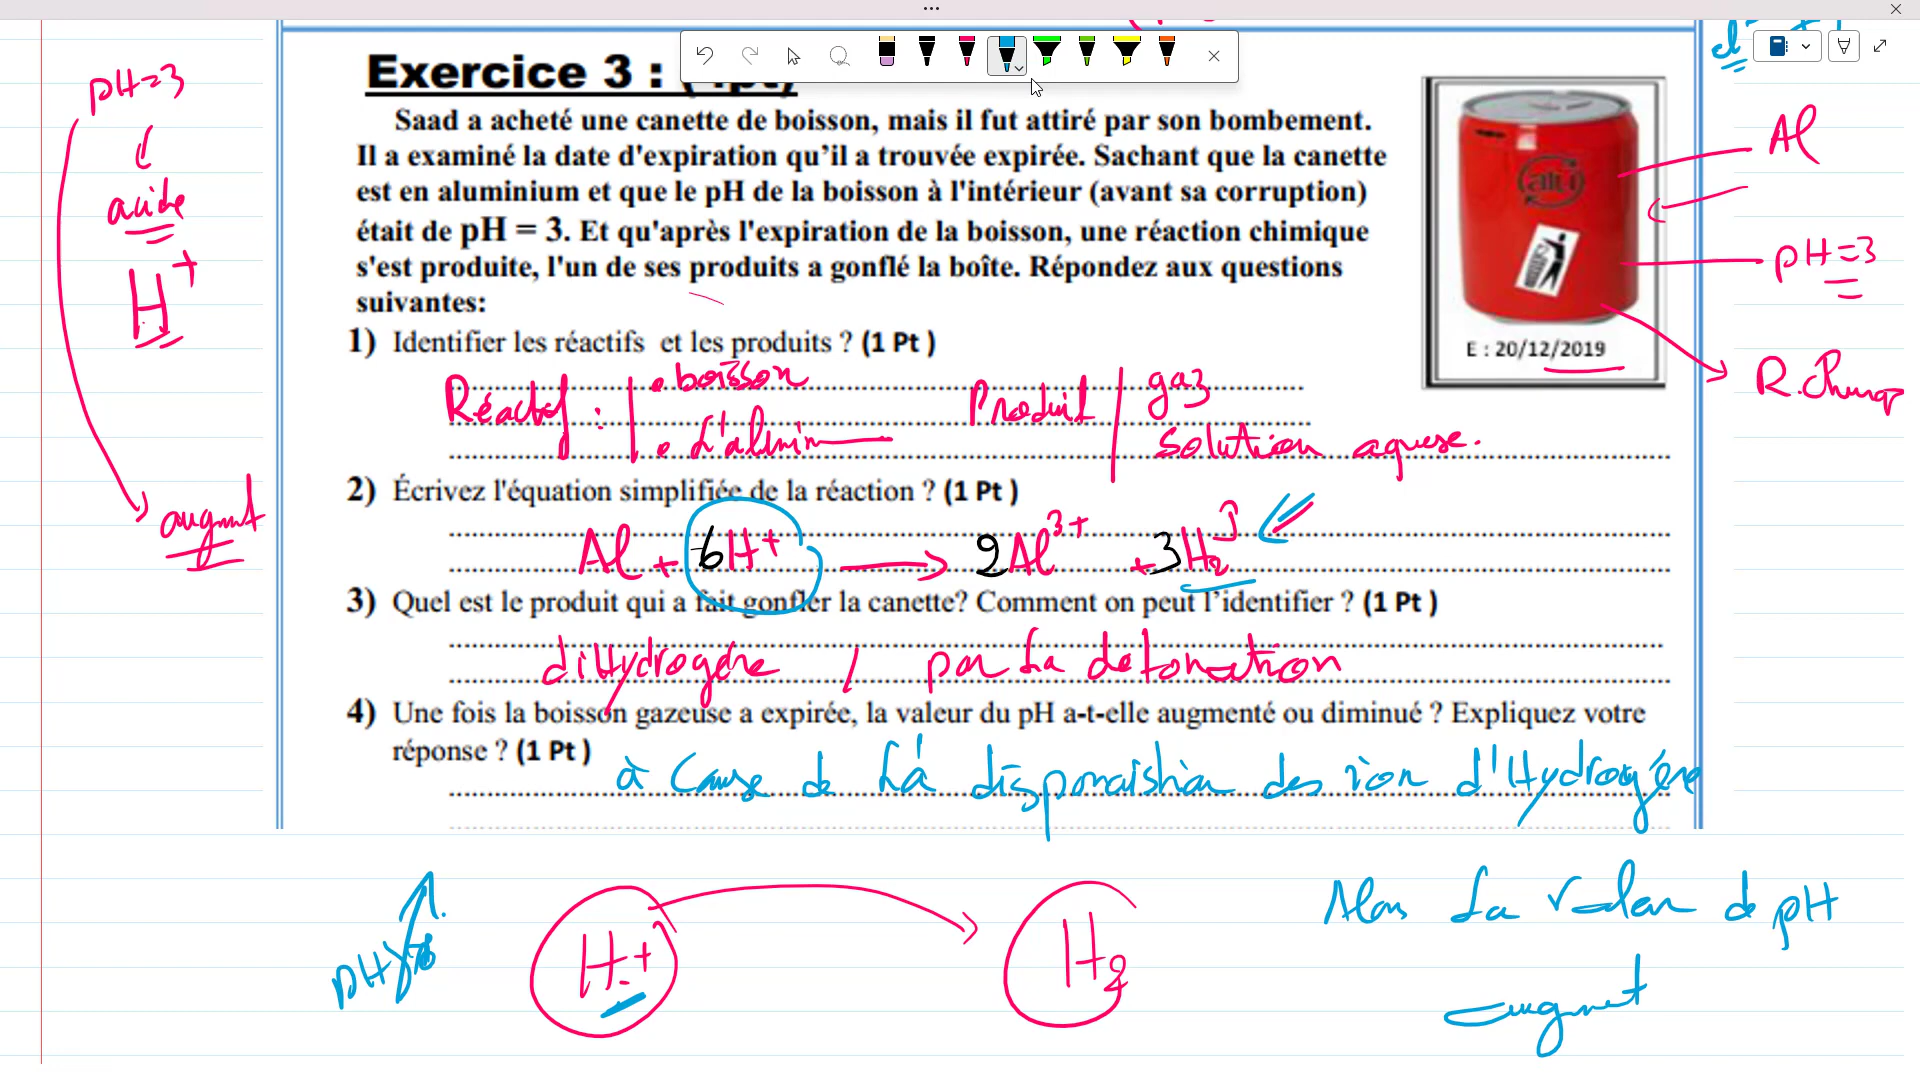 Exercice 3 :
pH=3
acide
H+
augmt
Saad a acheté une canette de boisson, mais il fut attiré par son bombement.
Il a examiné la date d'expiration qu'il a trouvée expirée. Sachant que la canette
est en aluminium et que le pH de la boisson à l'intérieur (avant sa corruption)
était de pH = 3. Et qu'après l'expiration de la boisson, une réaction chimique
s'est produite, l'un de ses produits a gonflé la boîte. Répondez aux questions
suivantes:
alu
E : 20/12/2019
Al
pH=3
1) Identifier les réactifs et les produits ? (1 Pt )
Réactif : • boisson
• L'alumin
Produit gaz
solution aquese.
2) Écrivez l'équation simplifiée de la réaction ? (1 Pt )
Al + 6H+ → 2Al3+ + 3H2
3) Quel est le produit qui a fait gonfler la canette? Comment on peut l'identifier ? (1 Pt )
diHydrogène / par La detonation
4) Une fois la boisson gazeuse a expirée, la valeur du pH a-t-elle augmenté ou diminué ? Expliquez votre
réponse ? (1 Pt )
à Cause de La disparaishion des ion d'Hydrogène
Alors La valeur de pH
augmet
pH
H+
H2